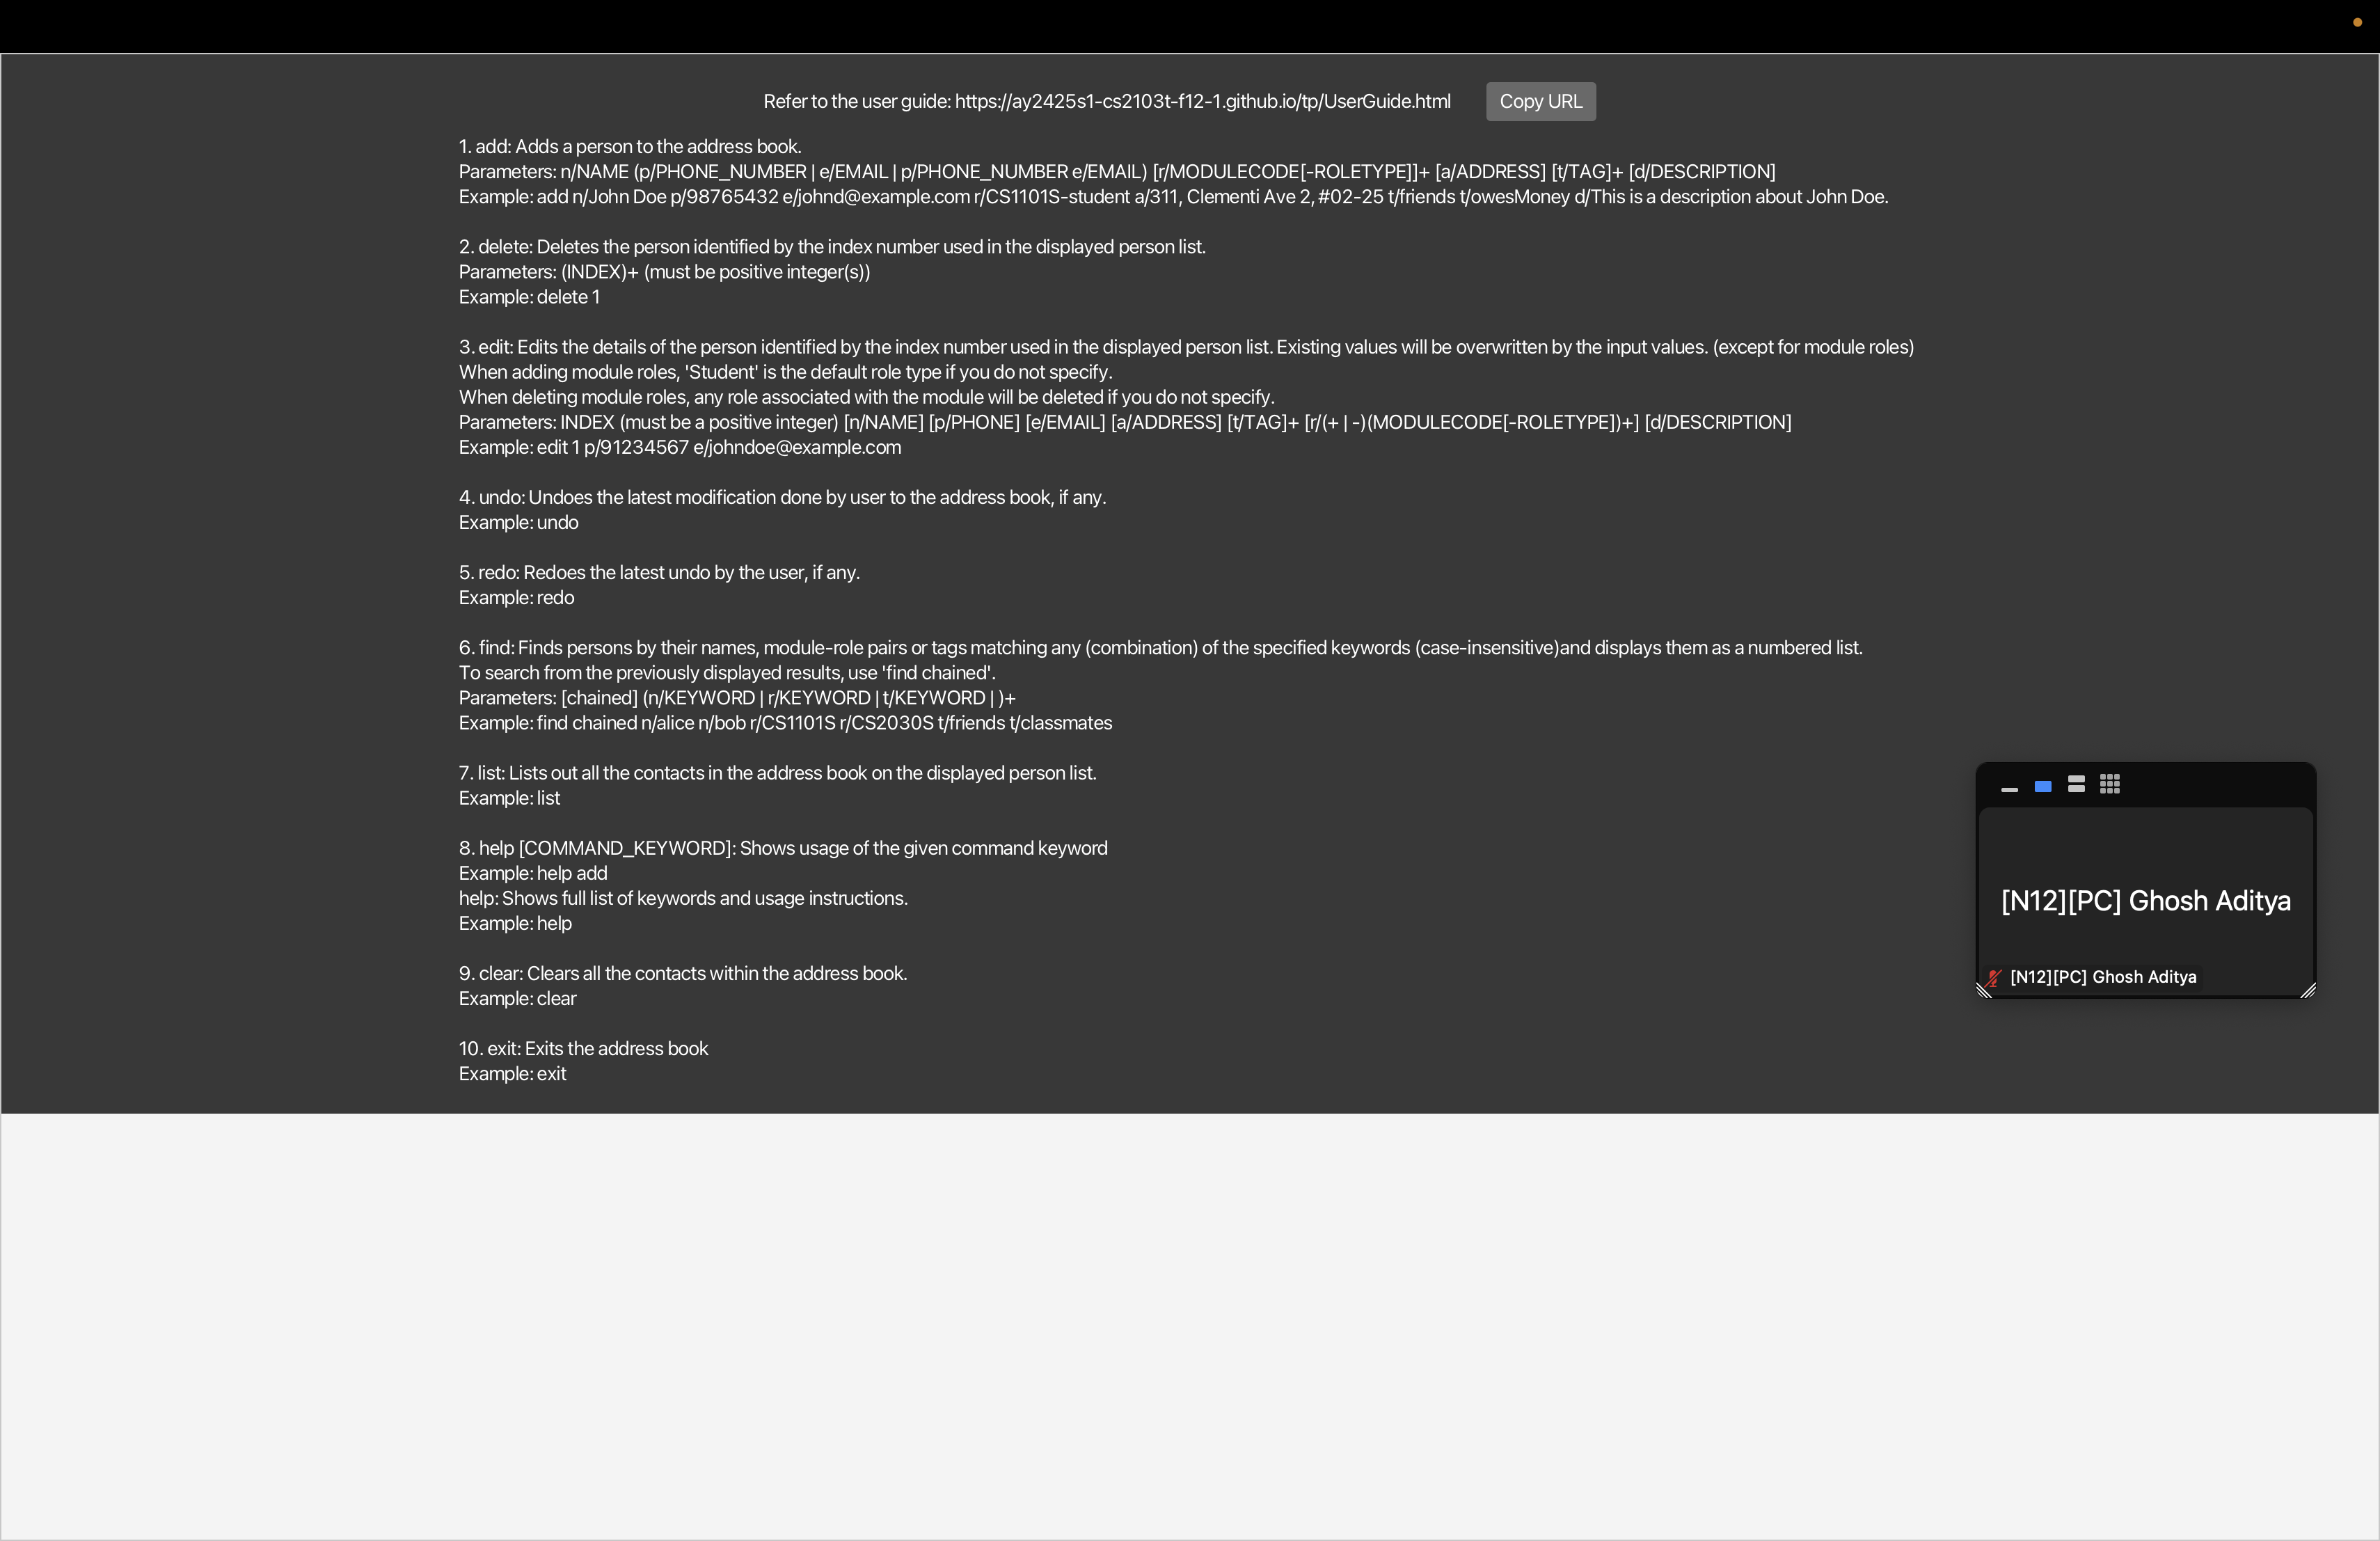 Refer to the user guide: https://ay2425s1-cs2103t-f12-1.github.io/tp/UserGuide.html
Copy URL
1. add: Adds a person to the address book.
Parameters: n/NAME (p/PHONE_NUMBER | e/EMAIL | p/PHONE_NUMBER e/EMAIL) [r/MODULECODE[-ROLETYPE]]+ [a/ADDRESS] [t/TAG]+ [d/DESCRIPTION]
Example: add n/John Doe p/98765432 e/johnd@example.com r/CS1101S-student a/311, Clementi Ave 2, #02-25 t/friends t/owesMoney d/This is a description about John Doe.
2. delete: Deletes the person identified by the index number used in the displayed person list.
Parameters: (INDEX)+ (must be positive integer(s))
Example: delete 1
3. edit: Edits the details of the person identified by the index number used in the displayed person list. Existing values will be overwritten by the input values. (except for module roles)
When adding module roles, 'Student' is the default role type if you do not specify.
When deleting module roles, any role associated with the module will be deleted if you do not specify.
Parameters: INDEX (must be a positive integer) [n/NAME] [p/PHONE] [e/EMAIL] [a/ADDRESS] [t/TAG]+ [r/(+ | -)(MODULECODE[-ROLETYPE])+] [d/DESCRIPTION]
Example: edit 1 p/91234567 e/johndoe@example.com
4. undo: Undoes the latest modification done by user to the address book, if any.
Example: undo
5. redo: Redoes the latest undo by the user, if any.
Example: redo
6. find: Finds persons by their names, module-role pairs or tags matching any (combination) of the specified keywords (case-insensitive)and displays them as a numbered list.
To search from the previously displayed results, use 'find chained'.
Parameters: [chained] (n/KEYWORD | r/KEYWORD | t/KEYWORD | )+
Example: find chained n/alice n/bob r/CS1101S r/CS2030S t/friends t/classmates
7. list: Lists out all the contacts in the address book on the displayed person list.
Example: list
8. help [COMMAND_KEYWORD]: Shows usage of the given command keyword
Example: help add
help: Shows full list of keywords and usage instructions.
Example: help
9. clear: Clears all the contacts within the address book.
Example: clear
10. exit: Exits the address book
Example: exit
[N12][PC] Ghosh Aditya
[N12][PC] Ghosh Aditya